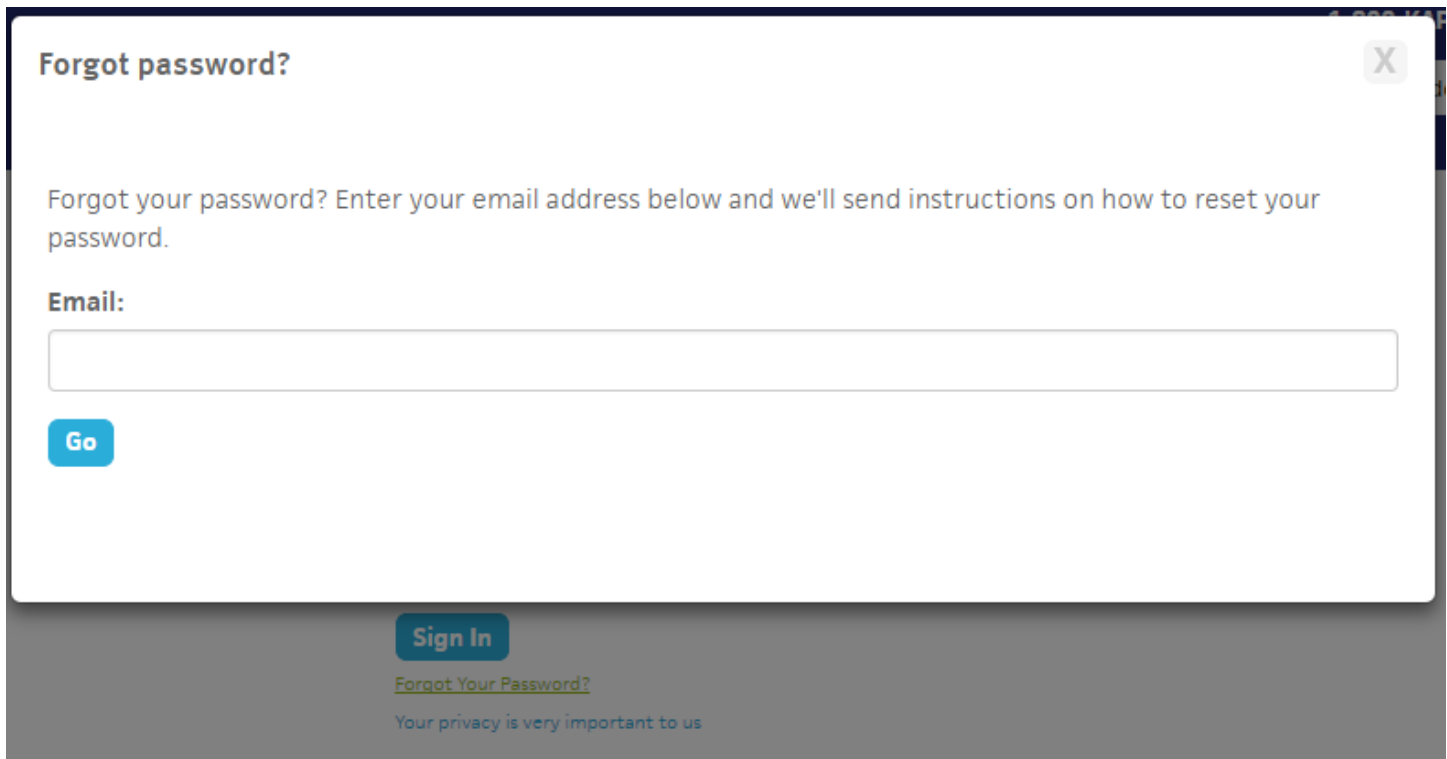 Forgot password?
X
Forgot your password? Enter your email address below and we'll send instructions on how to reset your
password.
Email:
Go
Sign In
Forgot Your Password?
Your privacy is very important to us